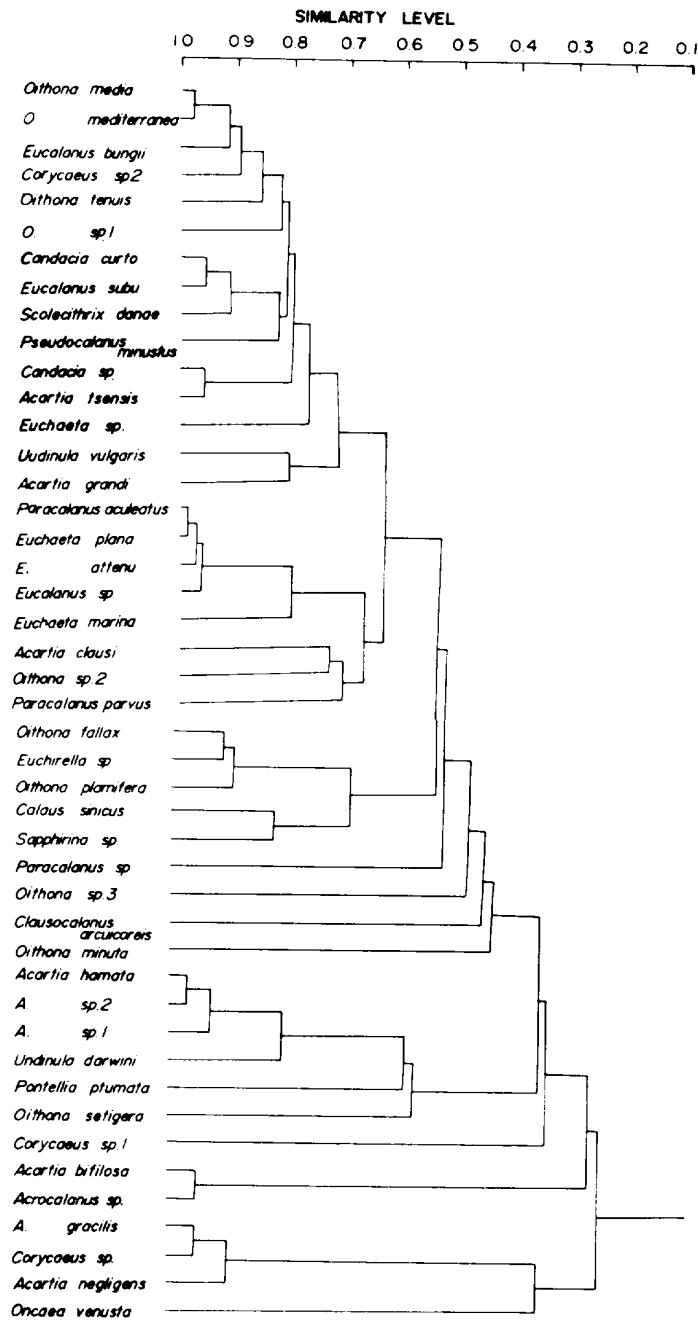 SIMILARITY LEVEL
1.0 0.9 0.8 0.7 0.6 0.5 0.4 0.3 0.2 0.1
Oithona media
O mediterranea
Eucalanus bungii
Corycaeus sp2
Oithona tenuis
O. sp.1
Candacia curto
Eucalanus subu
Scolecithrix danae
Pseudocalanus
minustus
Candacia sp.
Acartia tsensis
Euchaeta sp.
Uudinula vulgaris
Acartia grandi
Paracalanus aculeatus
Euchaeta plana
E. attenu
Eucalanus sp
Euchaeta marina
Acartia clausi
Oithona sp.2
Paracalanus parvus
Oithona fallax
Euchirella sp
Oithona plamifera
Calaus sinicus
Sapphirina sp.
Paracalanus sp
Oithona sp.3
Clausocalanus
arcuicoreis
Oithona minuta
Acartia hamata
A. sp.2
A. sp.1
Undinula darwini
Pontellia ptumata
Oithona setigera
Corycaeus sp.1
Acartia bifilosa
Acrocalanus sp.
A. gracilis
Corycaeus sp.
Acartia negligens
Oncaea venusta